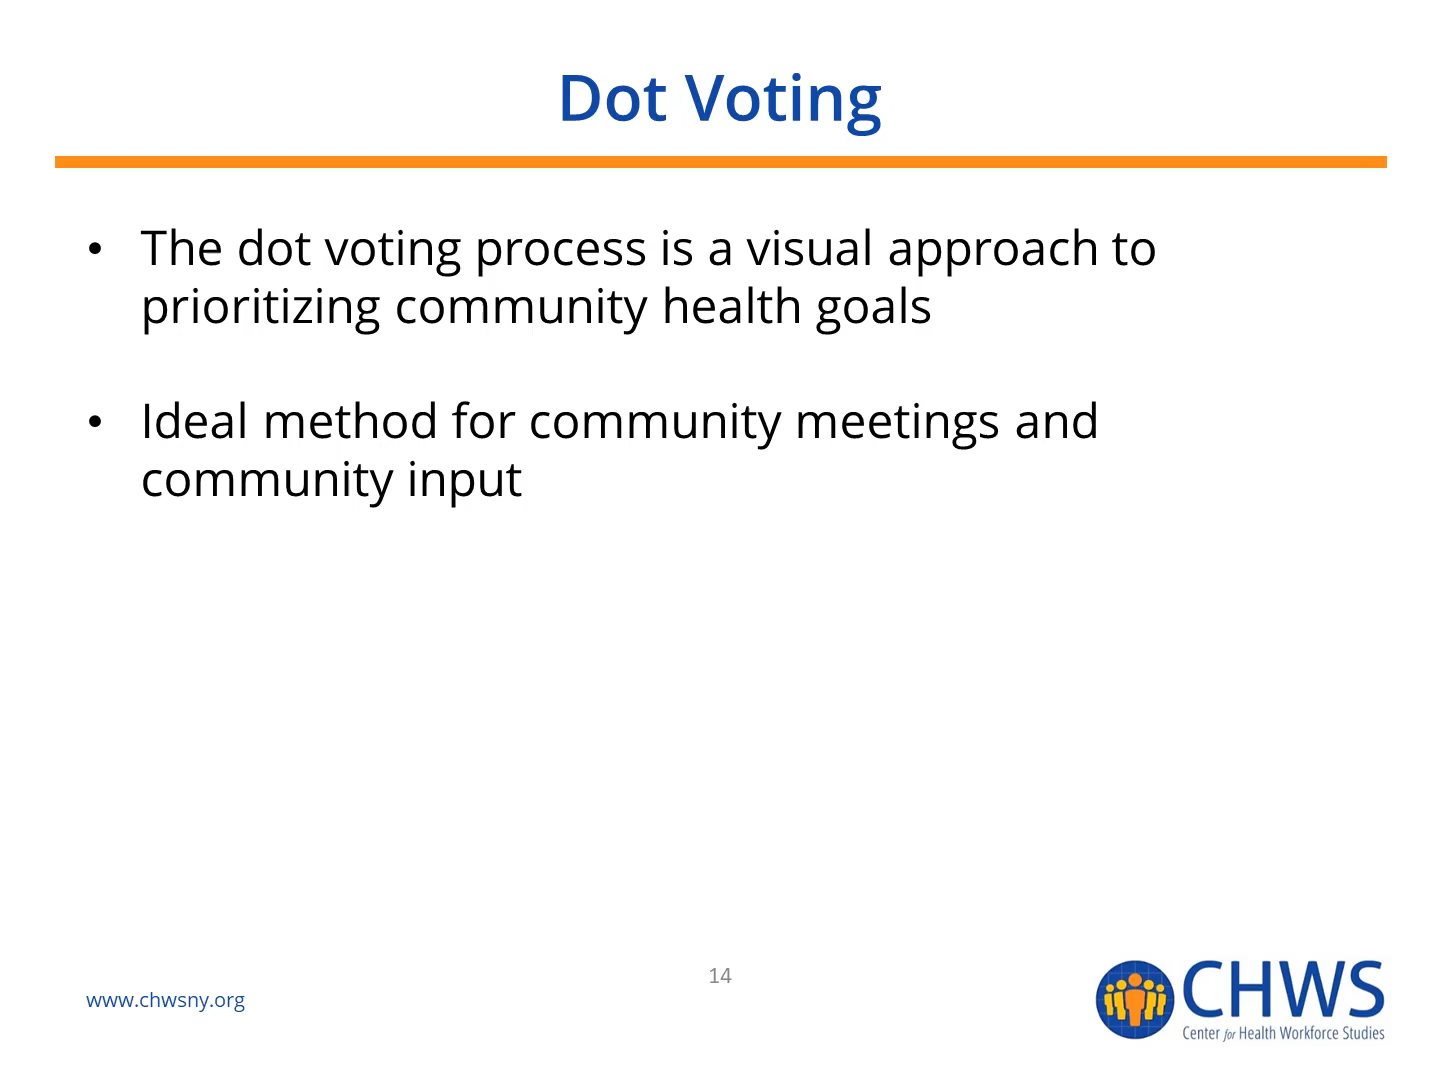 Dot Voting
• The dot voting process is a visual approach to
prioritizing community health goals
• Ideal method for community meetings and
community input
14
www.chwsny.org
CHWS
Center for Health Workforce Studies